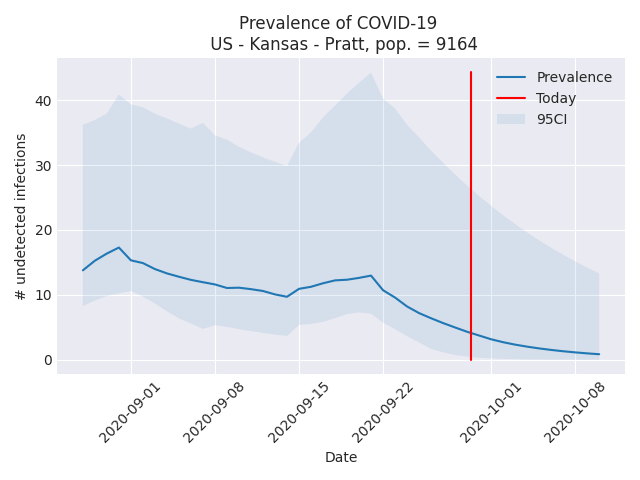 Prevalence of COVID-19
US - Kansas - Pratt, pop. = 9164
Prevalence
Today
95CI
# undetected infections
40
30
20
10
0
2020-09-01
2020-09-08
2020-09-15
2020-09-22
2020-10-01
2020-10-08
Date